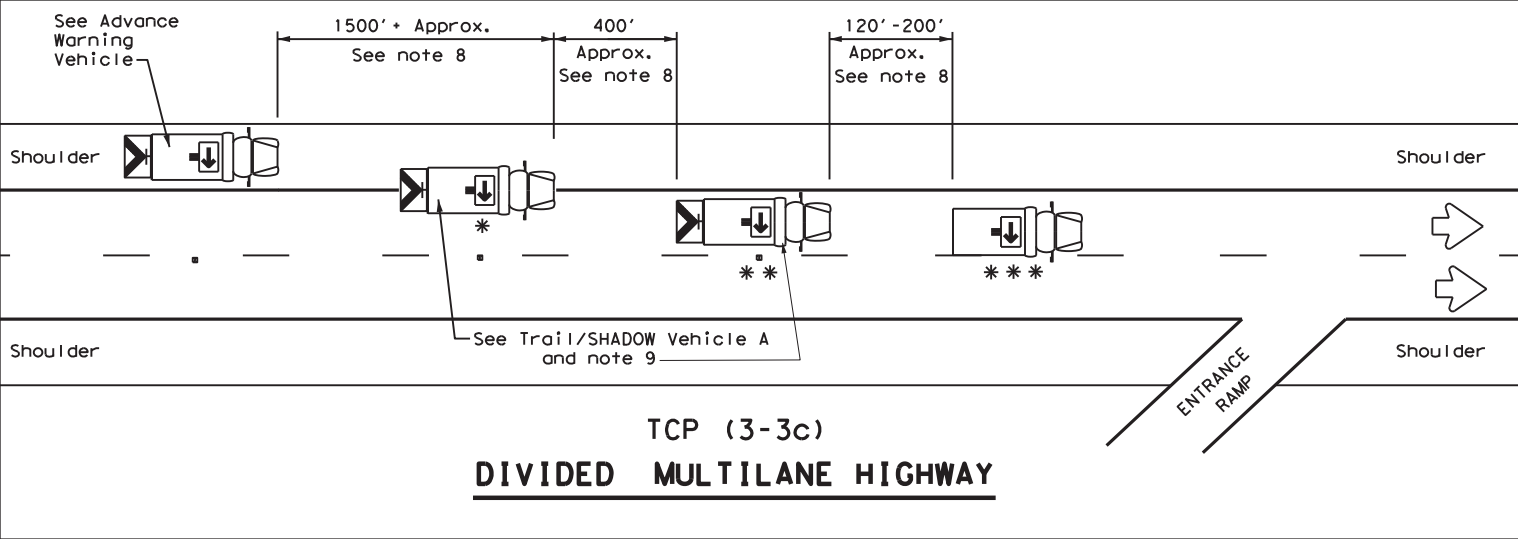 See Advance
Warning
Vehicle
1500'+ Approx.
See note 8
400'
Approx.
See note 8
120'-200'
Approx.
See note 8
Shoulder
Shoulder
*
* *
* * *
See Trail/SHADOW Vehicle A
and note 9
Shoulder
Shoulder
ENTRANCE
RAMP
TCP (3-3c)
DIVIDED MULTILANE HIGHWAY